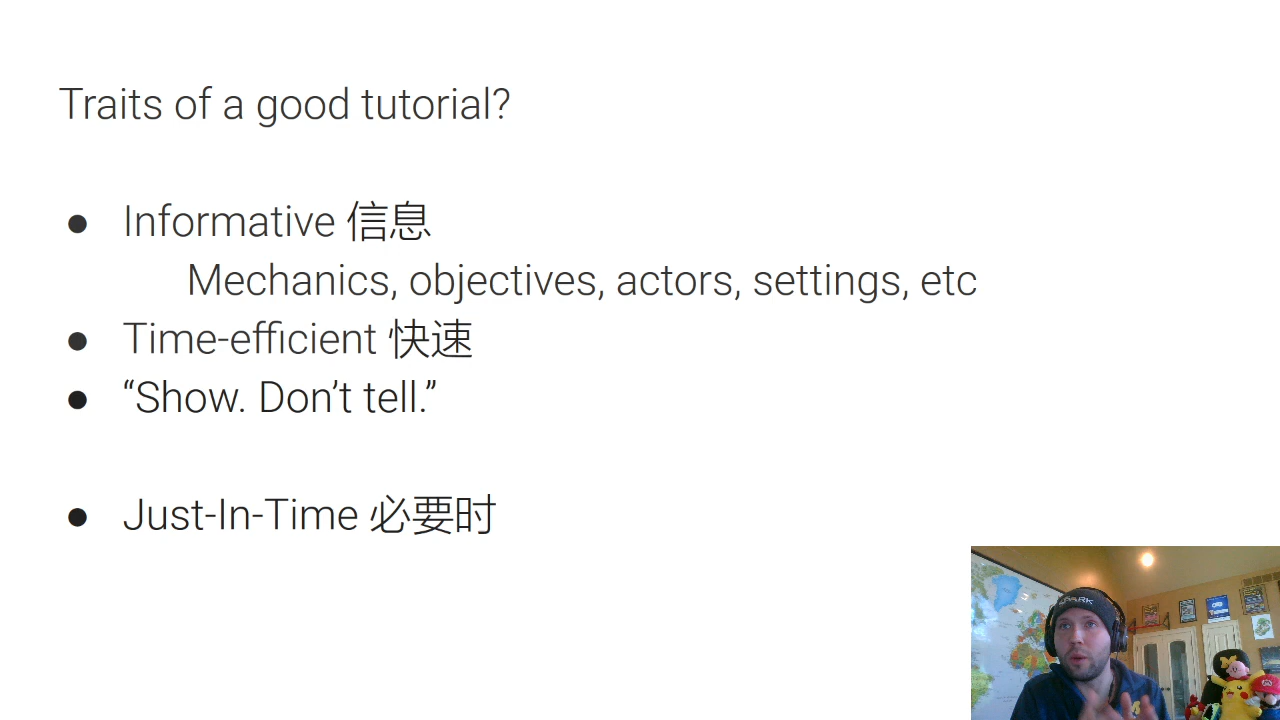 Traits of a good tutorial?
● Informative 信息
Mechanics, objectives, actors, settings, etc
● Time-efficient 快速
● “Show. Don’t tell.”
● Just-In-Time 必要时